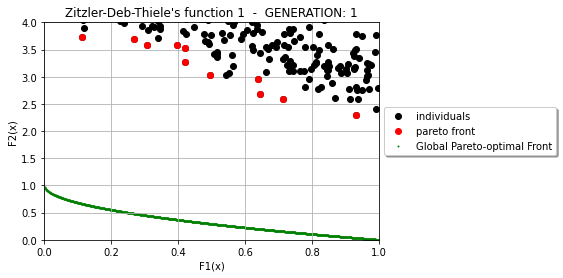 Zitzler-Deb-Thiele's function 1  -  GENERATION: 1
4.0
3.5
3.0
2.5
2.0
1.5
1.0
0.5
0.0
F2(x)
0.0 0.2 0.4 0.6 0.8 1.0
F1(x)
individuals
pareto front
Global Pareto-optimal Front